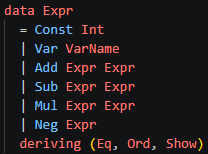 data Expr
  = Const Int
  | Var VarName
  | Add Expr Expr
  | Sub Expr Expr
  | Mul Expr Expr
  | Neg Expr
  deriving (Eq, Ord, Show)